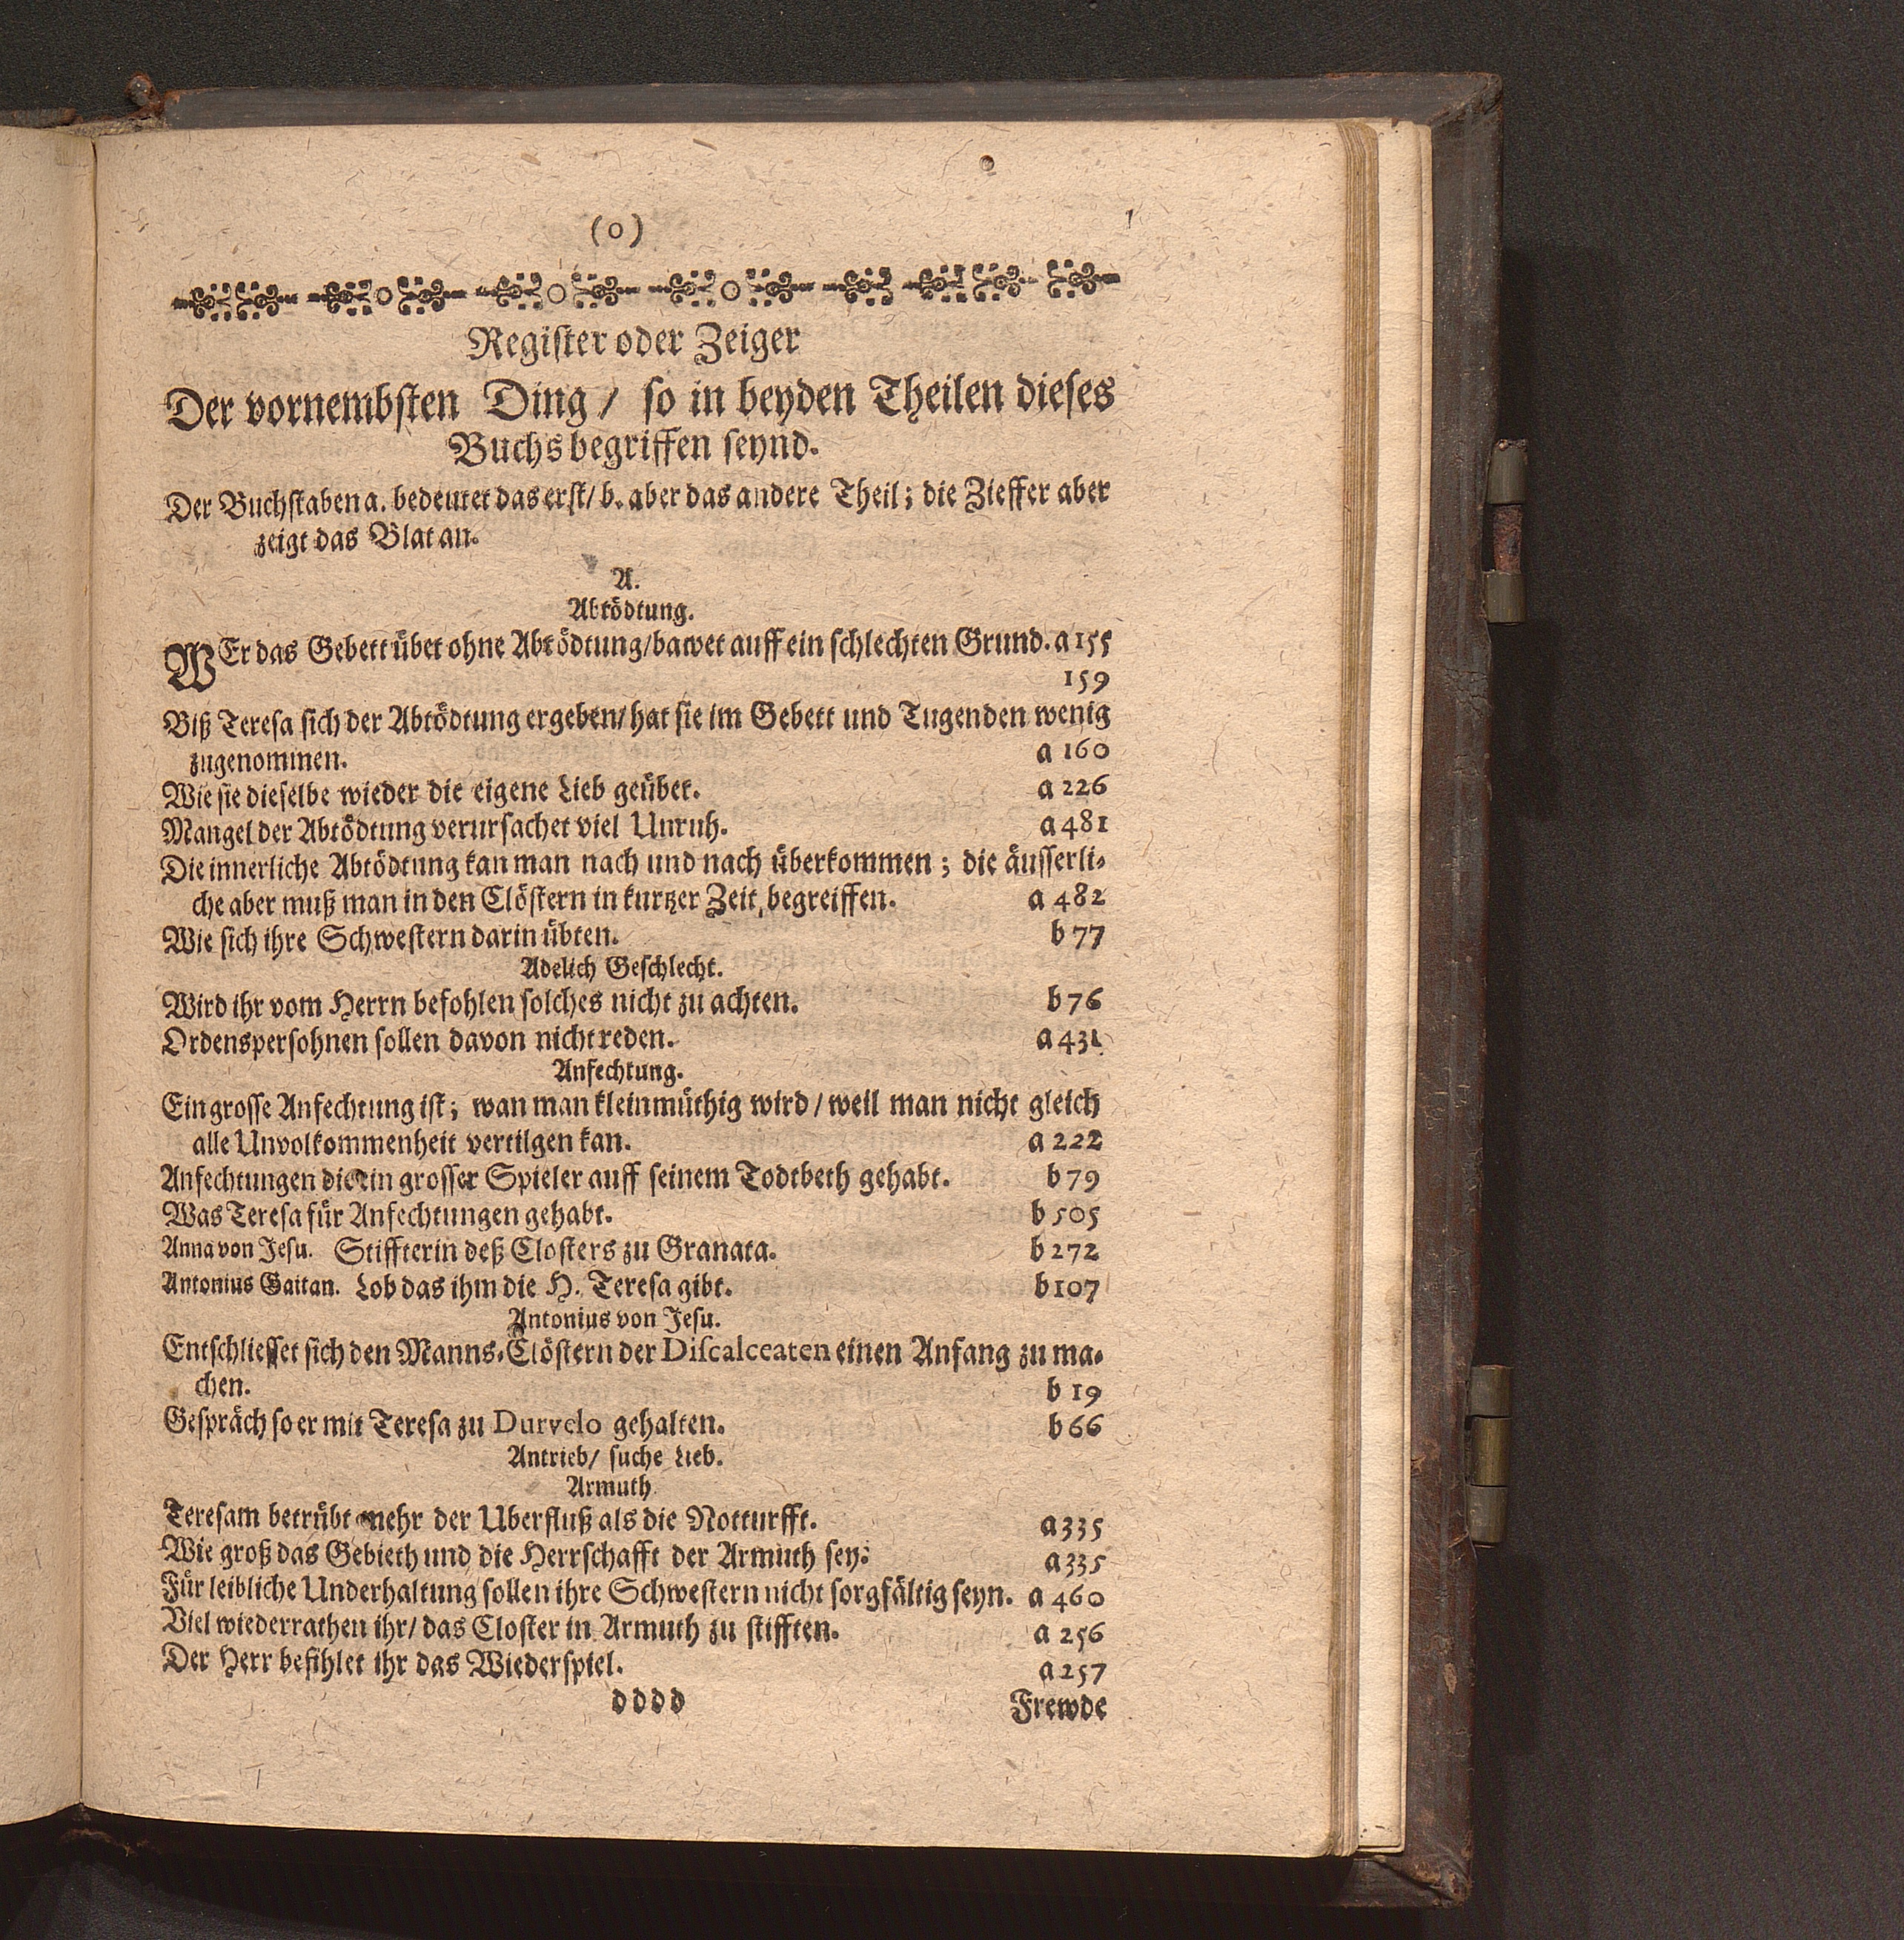 (o)
Register oder Zeiger
Der vornembsten Ding / so in beyden Theilen dieses
Buchs begriffen seynd.
Der Buchstaben a. bedeutet das erst / b. aber das andere Theil; die Zieffer aber
zeigt das Blat an.
A.
Abtödtung.
WEr das Gebett übet ohne Abtödtung / bawet auff ein schlechten Grund. a 155
159
Biß Teresa sich der Abtödtung ergeben / hat sie im Gebett und Tugenden wenig
zugenommen. a 160
Wie sie dieselbe wieder die eigene Lieb geübet. a 226
Mangel der Abtödtung verursachet viel Unruh. a 481
Die innerliche Abtödtung kan man nach und nach überkommen; die äusserli-
che aber muß man in den Clöstern in kurtzer Zeit begreiffen. a 482
Wie sich ihre Schwestern darin übten. b 77
Adelich Geschlecht.
Wird ihr vom Herrn befohlen solches nicht zu achten. b 76
Ordenspersohnen sollen davon nicht reden. a 431
Anfechtung.
Ein grosse Anfechtung ist; wan man kleinmüthig wird / weil man nicht gleich
alle Unvolkommenheit vertilgen kan. a 222
Anfechtungen die ein grosser Spieler auff seinem Todtbeth gehabt. b 79
Was Teresa für Anfechtungen gehabt. b 505
Anna von Jesu. Stiffterin deß Closters zu Granata. b 272
Antonius Gaitan. Lob das ihm die H. Teresa gibt. b 107
Antonius von Jesu.
Entschliesset sich den Manns-Clöstern der Discalceaten einen Anfang zu ma-
chen. b 19
Gespräch so er mit Teresa zu Durvelo gehalten. b 66
Antrieb / suche Lieb.
Armuth
Teresam betrübt mehr der Uberfluß als die Notturfft. a 335
Wie groß das Gebieth und die Herrschafft der Armuth sey. a 335
Für leibliche Underhaltung sollen ihre Schwestern nicht sorgfältig seyn. a 460
Viel wiederrathen ihr / das Closter in Armuth zu stifften. a 256
Der Herr befihlet ihr das Wiederspiel. a 257
dddd Frewde